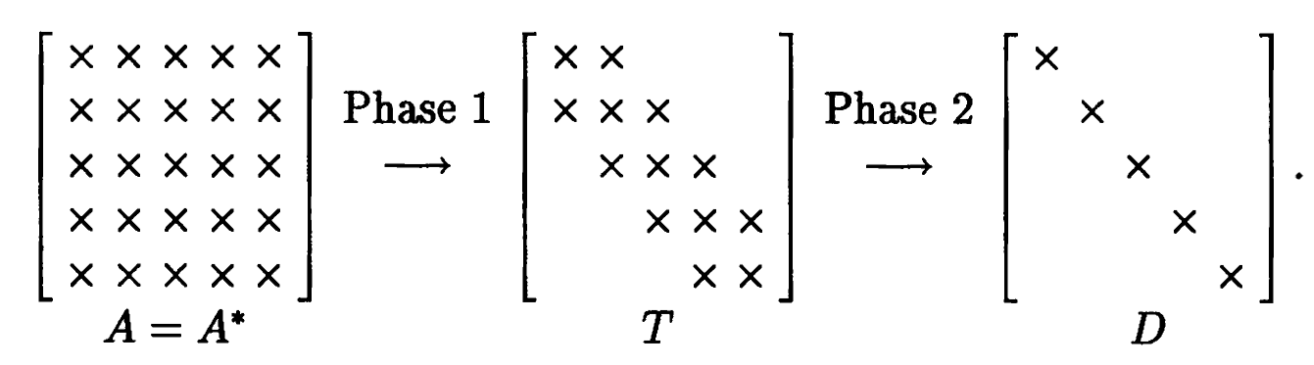 × × × × × × × ×
× × × × × Phase 1 × × × Phase 2 ×
× × × × × ⟶ × × × ⟶ × .
× × × × × × × × ×
× × × × × × × ×
A = A* T D